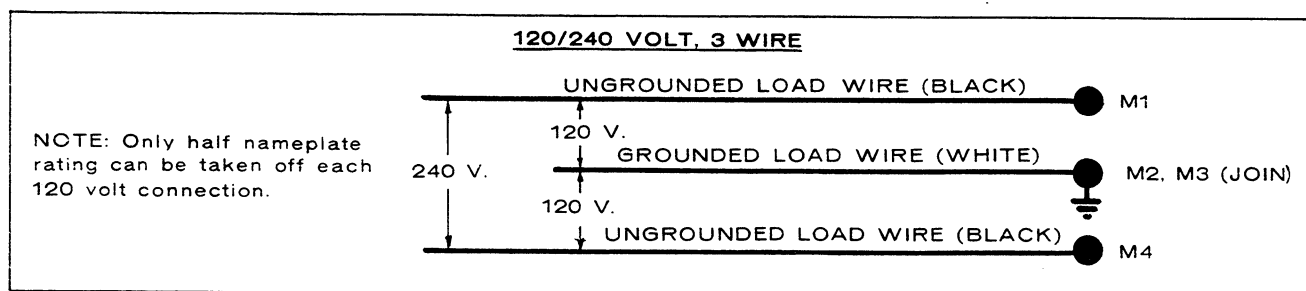 120/240 VOLT, 3 WIRE
UNGROUNDED LOAD WIRE (BLACK)
M1
NOTE: Only half nameplate
rating can be taken off each
120 volt connection.
240 V.
120 V.
GROUNDED LOAD WIRE (WHITE)
M2, M3 (JOIN)
120 V.
UNGROUNDED LOAD WIRE (BLACK)
M4